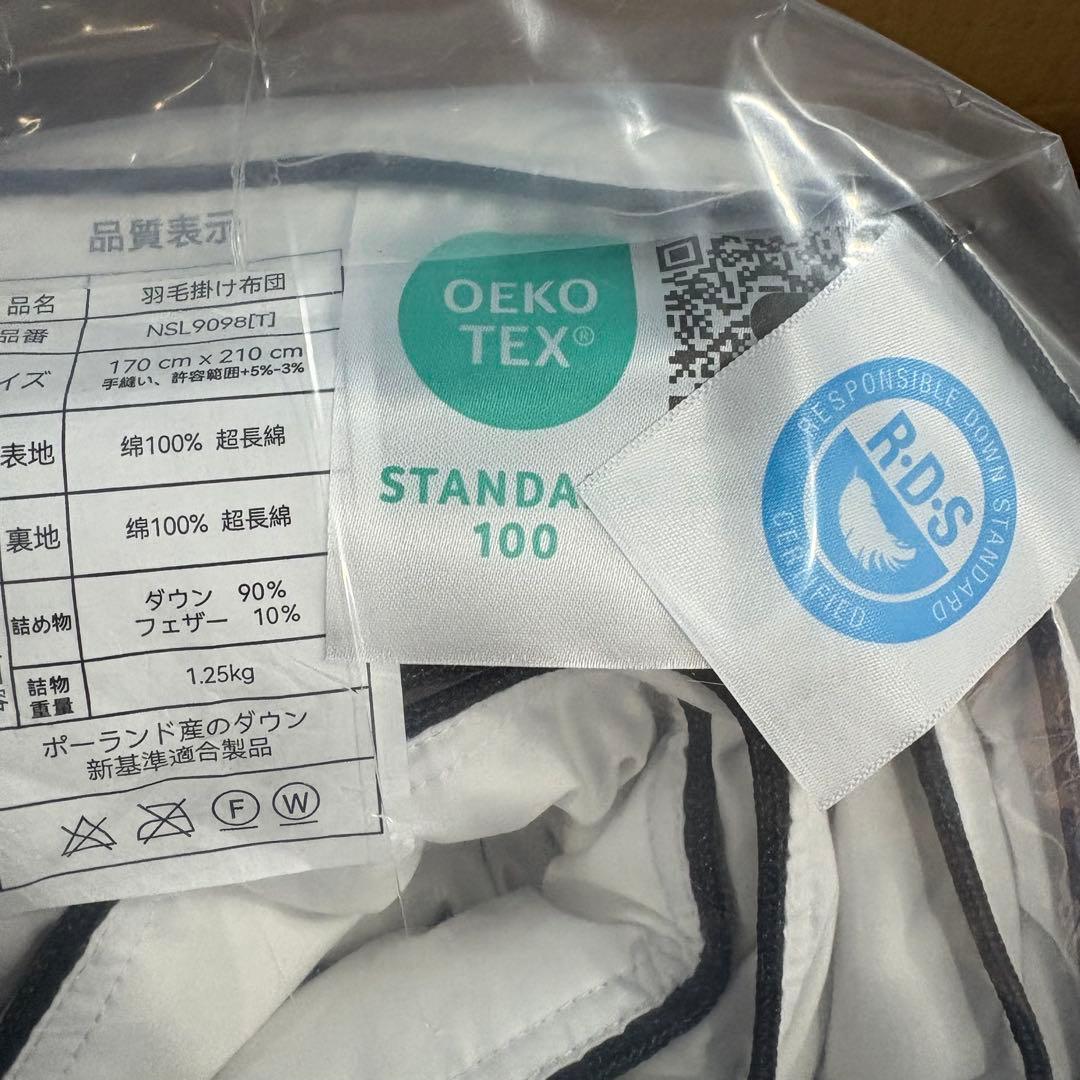 品質表示
品名 羽毛掛け布団
品番 NSL9098[T]
イズ 170 cm x 210 cm
手縫い、許容範囲+5%-3%
表地 绵100% 超長綿
裏地 绵100% 超長綿
詰め物 ダウン 90%
フェザー 10%
詰物重量 1.25kg
ポーランド産のダウン
新基準適合製品
F W
OEKO
TEX®
STANDA
100
RESPONSIBLE DOWN STANDARD
R·D·S
CERTIFIED